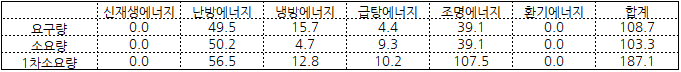 신재생에너지 난방에너지 냉방에너지 급탕에너지 조명에너지 환기에너지 합계
요구량 0.0 49.5 15.7 4.4 39.1 0.0 108.7
소요량 0.0 50.2 4.7 9.3 39.1 0.0 103.3
1차소요량 0.0 56.5 12.8 10.2 107.5 0.0 187.1